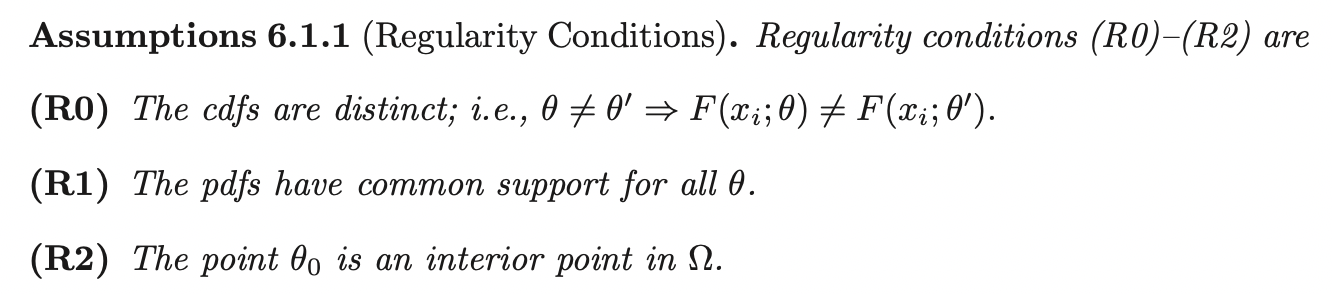 Assumptions 6.1.1 (Regularity Conditions). Regularity conditions (R0)–(R2) are
(R0) The cdfs are distinct; i.e., θ ≠ θ′ ⇒ F(xᵢ; θ) ≠ F(xᵢ; θ′).
(R1) The pdfs have common support for all θ.
(R2) The point θ₀ is an interior point in Ω.